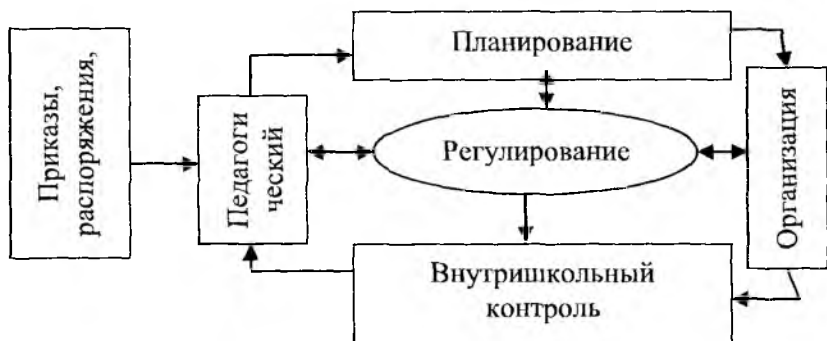 Приказы,
распоряжения,
Педагоги
ческий
Планирование
Регулирование
Внутришкольный
контроль
Организация